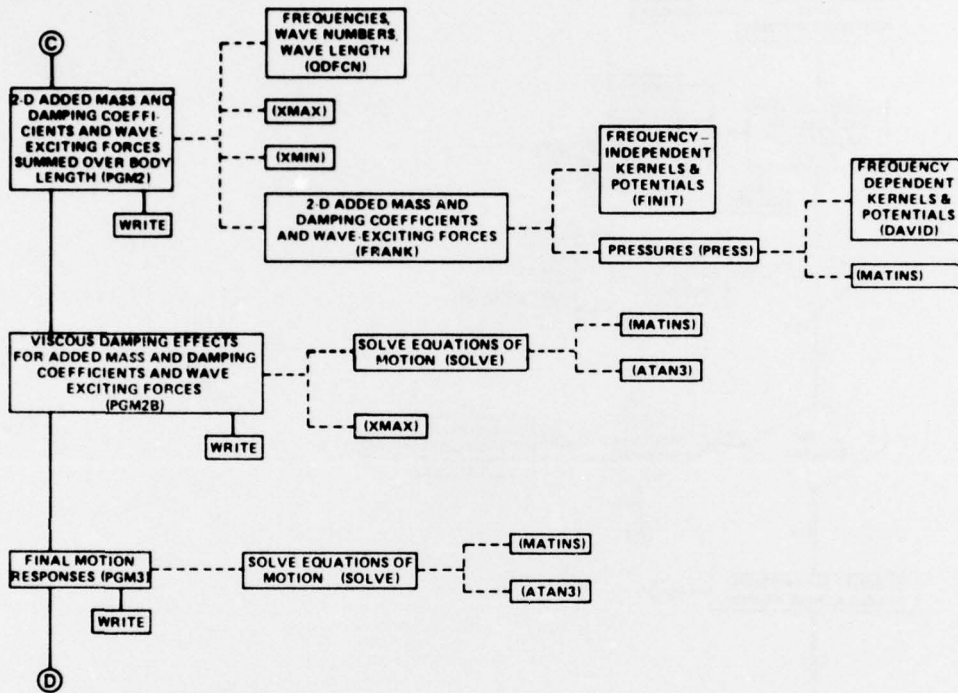 C
2-D ADDED MASS AND
DAMPING COEFFI-
CIENTS AND WAVE-
EXCITING FORCES
SUMMED OVER BODY
LENGTH (PGM2)
WRITE
FREQUENCIES,
WAVE NUMBERS,
WAVE LENGTH
(QDFCN)
(XMAX)
(XMIN)
2-D ADDED MASS AND
DAMPING COEFFICIENTS
AND WAVE-EXCITING FORCES
(FRANK)
FREQUENCY–
INDEPENDENT
KERNELS &
POTENTIALS
(FINIT)
PRESSURES (PRESS)
FREQUENCY
DEPENDENT
KERNELS &
POTENTIALS
(DAVID)
(MATINS)
VISCOUS DAMPING EFFECTS
FOR ADDED MASS AND DAMPING
COEFFICIENTS AND WAVE
EXCITING FORCES
(PGM2B)
WRITE
SOLVE EQUATIONS OF
MOTION (SOLVE)
(MATINS)
(ATAN3)
(XMAX)
FINAL MOTION
RESPONSES (PGM3)
WRITE
SOLVE EQUATIONS OF
MOTION (SOLVE)
(MATINS)
(ATAN3)
D